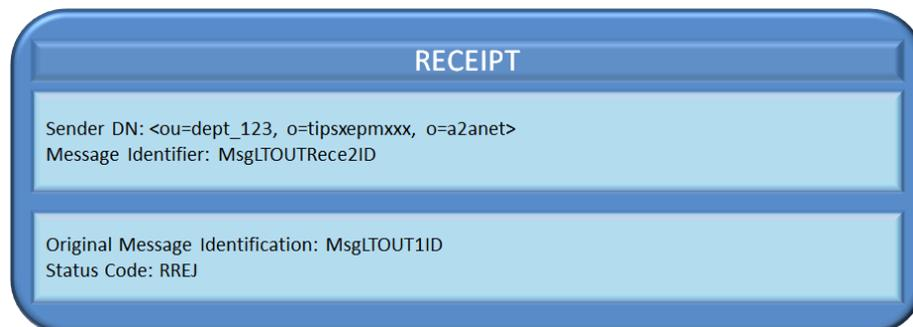 RECEIPT
Sender DN: <ou=dept_123, o=tipsxepmxxx, o=a2anet>
Message Identifier: MsgLTOUTRece2ID
Original Message Identification: MsgLTOUT1ID
Status Code: RREJ